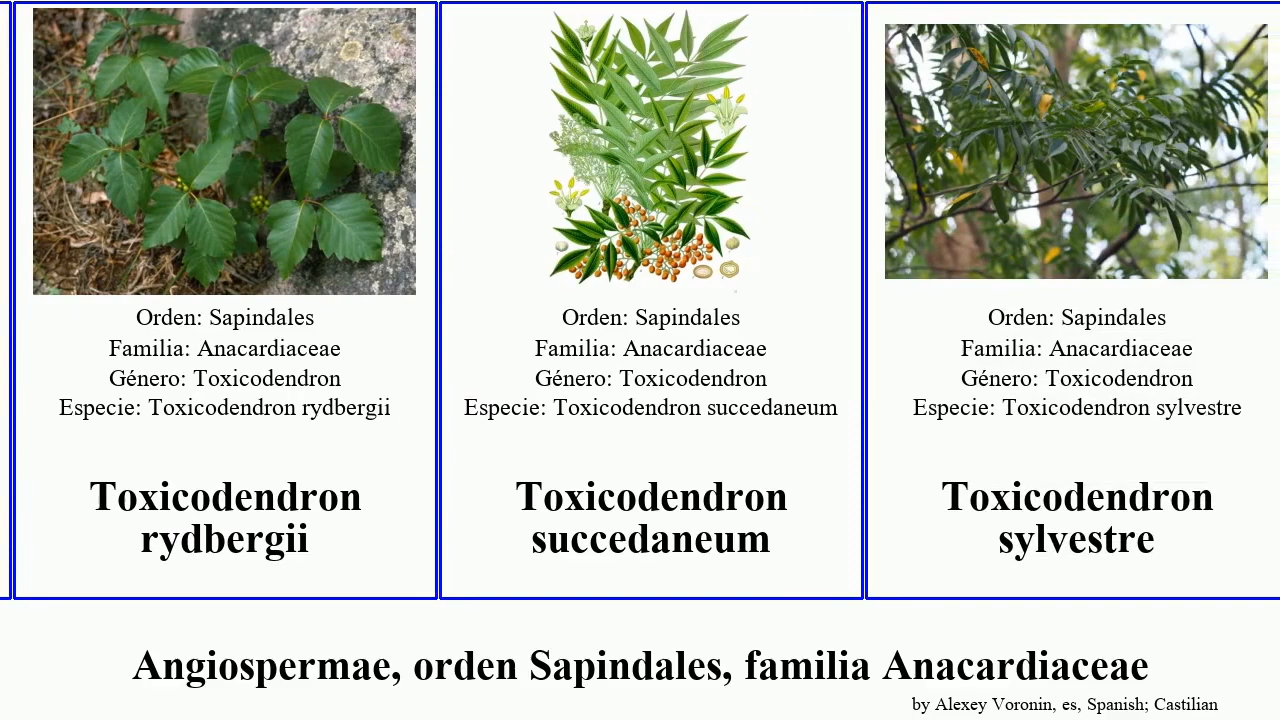 Orden: Sapindales
Familia: Anacardiaceae
Género: Toxicodendron
Especie: Toxicodendron rydbergii
Toxicodendron
rydbergii
Orden: Sapindales
Familia: Anacardiaceae
Género: Toxicodendron
Especie: Toxicodendron succedaneum
Toxicodendron
succedaneum
Orden: Sapindales
Familia: Anacardiaceae
Género: Toxicodendron
Especie: Toxicodendron sylvestre
Toxicodendron
sylvestre
Angiospermae, orden Sapindales, familia Anacardiaceae
by Alexey Voronin, es, Spanish; Castilian